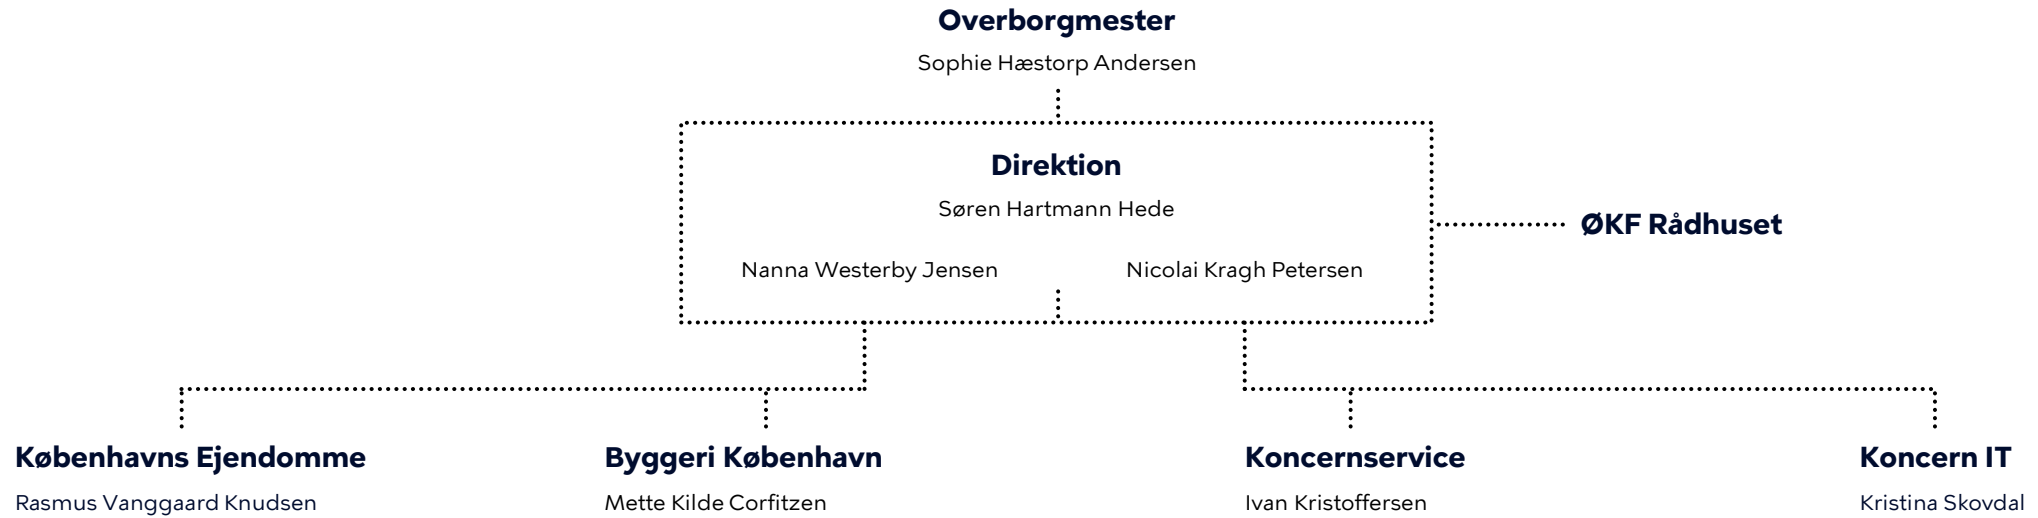 Overborgmester
Sophie Hæstorp Andersen
Direktion
Søren Hartmann Hede
ØKF Rådhuset
Nanna Westerby Jensen
Nicolai Kragh Petersen
Københavns Ejendomme
Rasmus Vanggaard Knudsen
Byggeri København
Mette Kilde Corfitzen
Koncernservice
Ivan Kristoffersen
Koncern IT
Kristina Skovdal